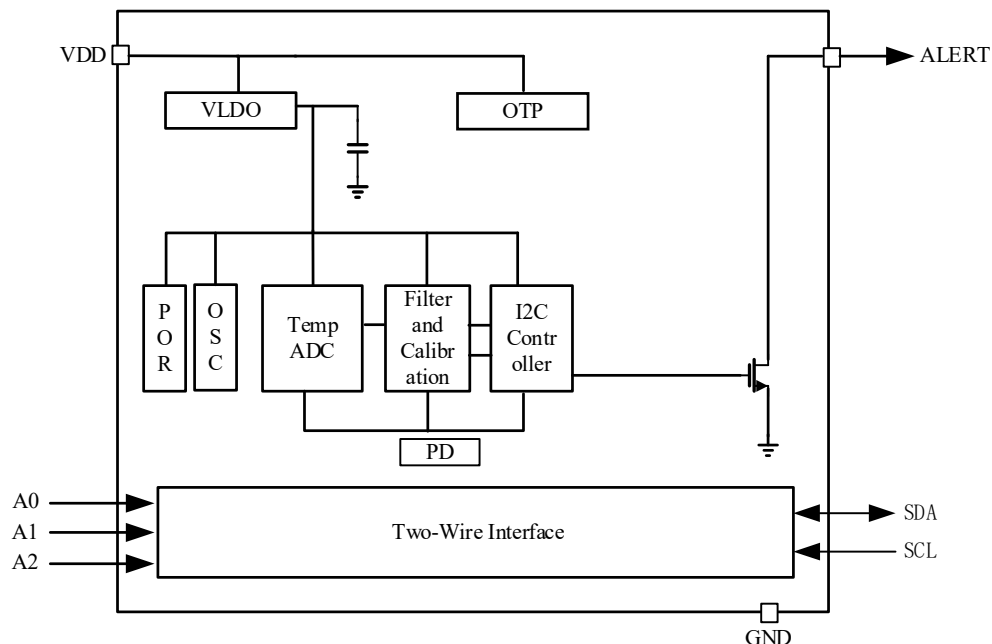 VDD
ALERT
VLDO
OTP
P
O
R
O
S
C
Temp
ADC
Filter
and
Calibr
ation
I2C
Contr
oller
PD
A0
A1
A2
Two-Wire Interface
SDA
SCL
GND